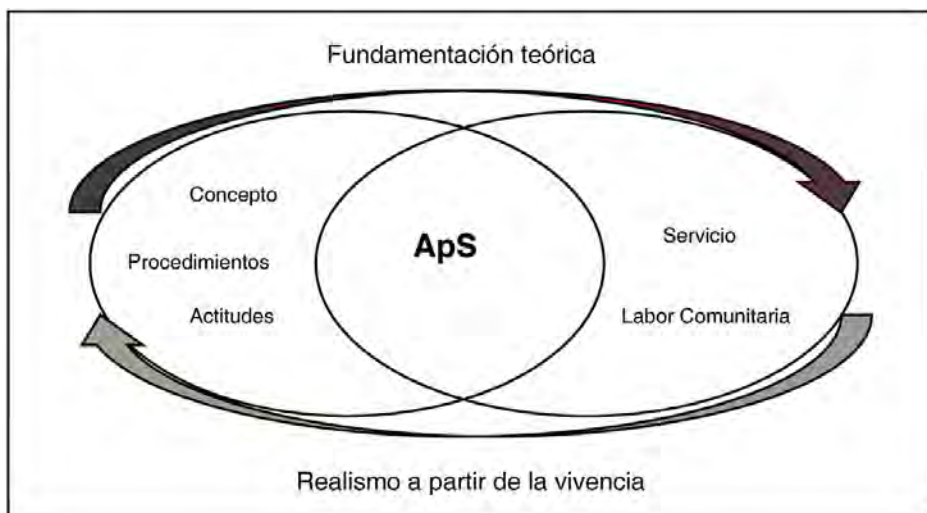 Fundamentación teórica
Concepto
Procedimientos
Actitudes
ApS
Servicio
Labor Comunitaria
Realismo a partir de la vivencia